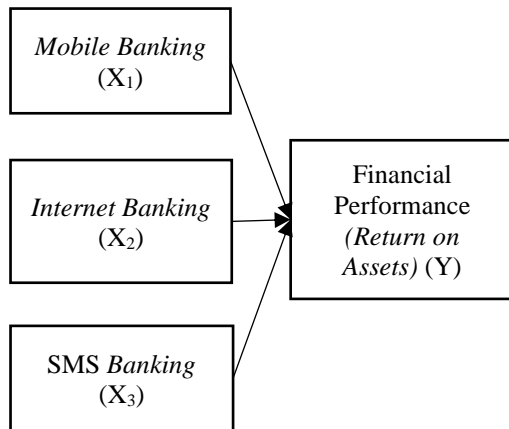 Mobile Banking
(X₁)
Internet Banking
(X₂)
SMS Banking
(X₃)
Financial
Performance
(Return on
Assets) (Y)